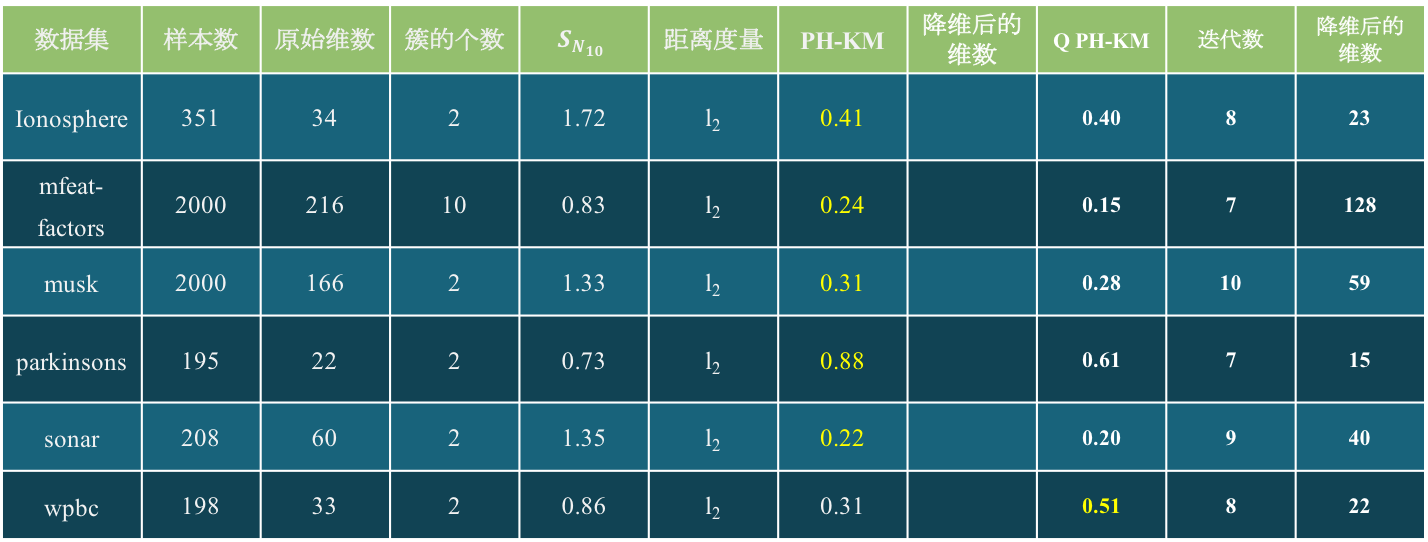 数据集 样本数 原始维数 簇的个数 S_{N_{10}} 距离度量 PH-KM 降维后的维数 Q PH-KM 迭代数 降维后的维数
Ionosphere 351 34 2 1.72 l₂ 0.41 0.40 8 23
mfeat-factors 2000 216 10 0.83 l₂ 0.24 0.15 7 128
musk 2000 166 2 1.33 l₂ 0.31 0.28 10 59
parkinsons 195 22 2 0.73 l₂ 0.88 0.61 7 15
sonar 208 60 2 1.35 l₂ 0.22 0.20 9 40
wpbc 198 33 2 0.86 l₂ 0.31 0.51 8 22